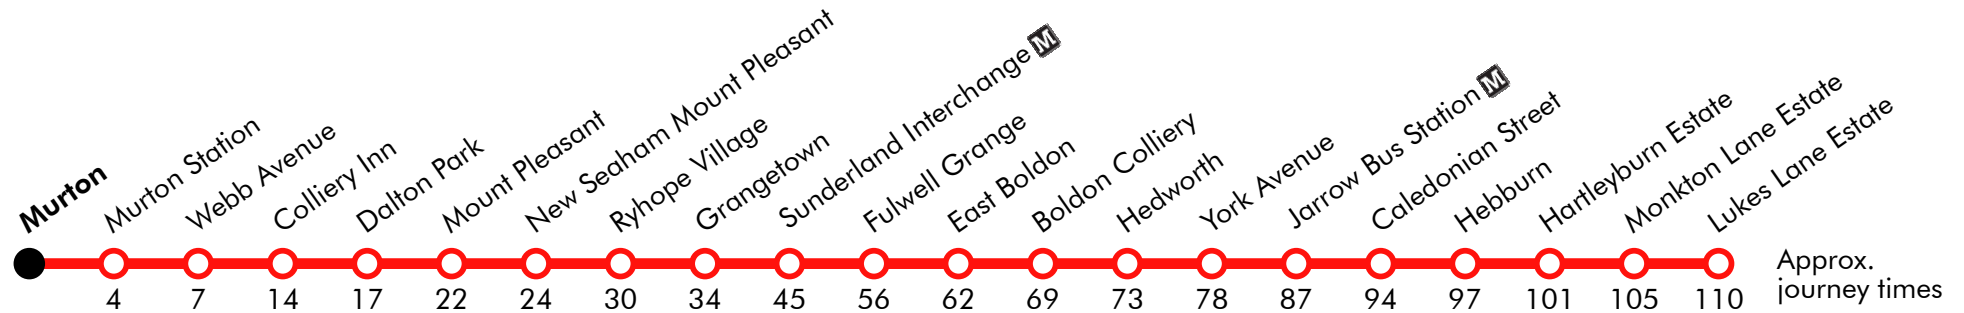 Murton
Murton Station
Webb Avenue
Colliery Inn
Dalton Park
Mount Pleasant
New Seaham Mount Pleasant
Ryhope Village
Grangetown
Sunderland Interchange M
Fulwell Grange
East Boldon
Boldon Colliery
Hedworth
York Avenue
Jarrow Bus Station M
Caledonian Street
Hebburn
Hartleyburn Estate
Monkton Lane Estate
Lukes Lane Estate
4 7 14 17 22 24 30 34 45 56 62 69 73 78 87 94 97 101 105 110
Approx.
journey times